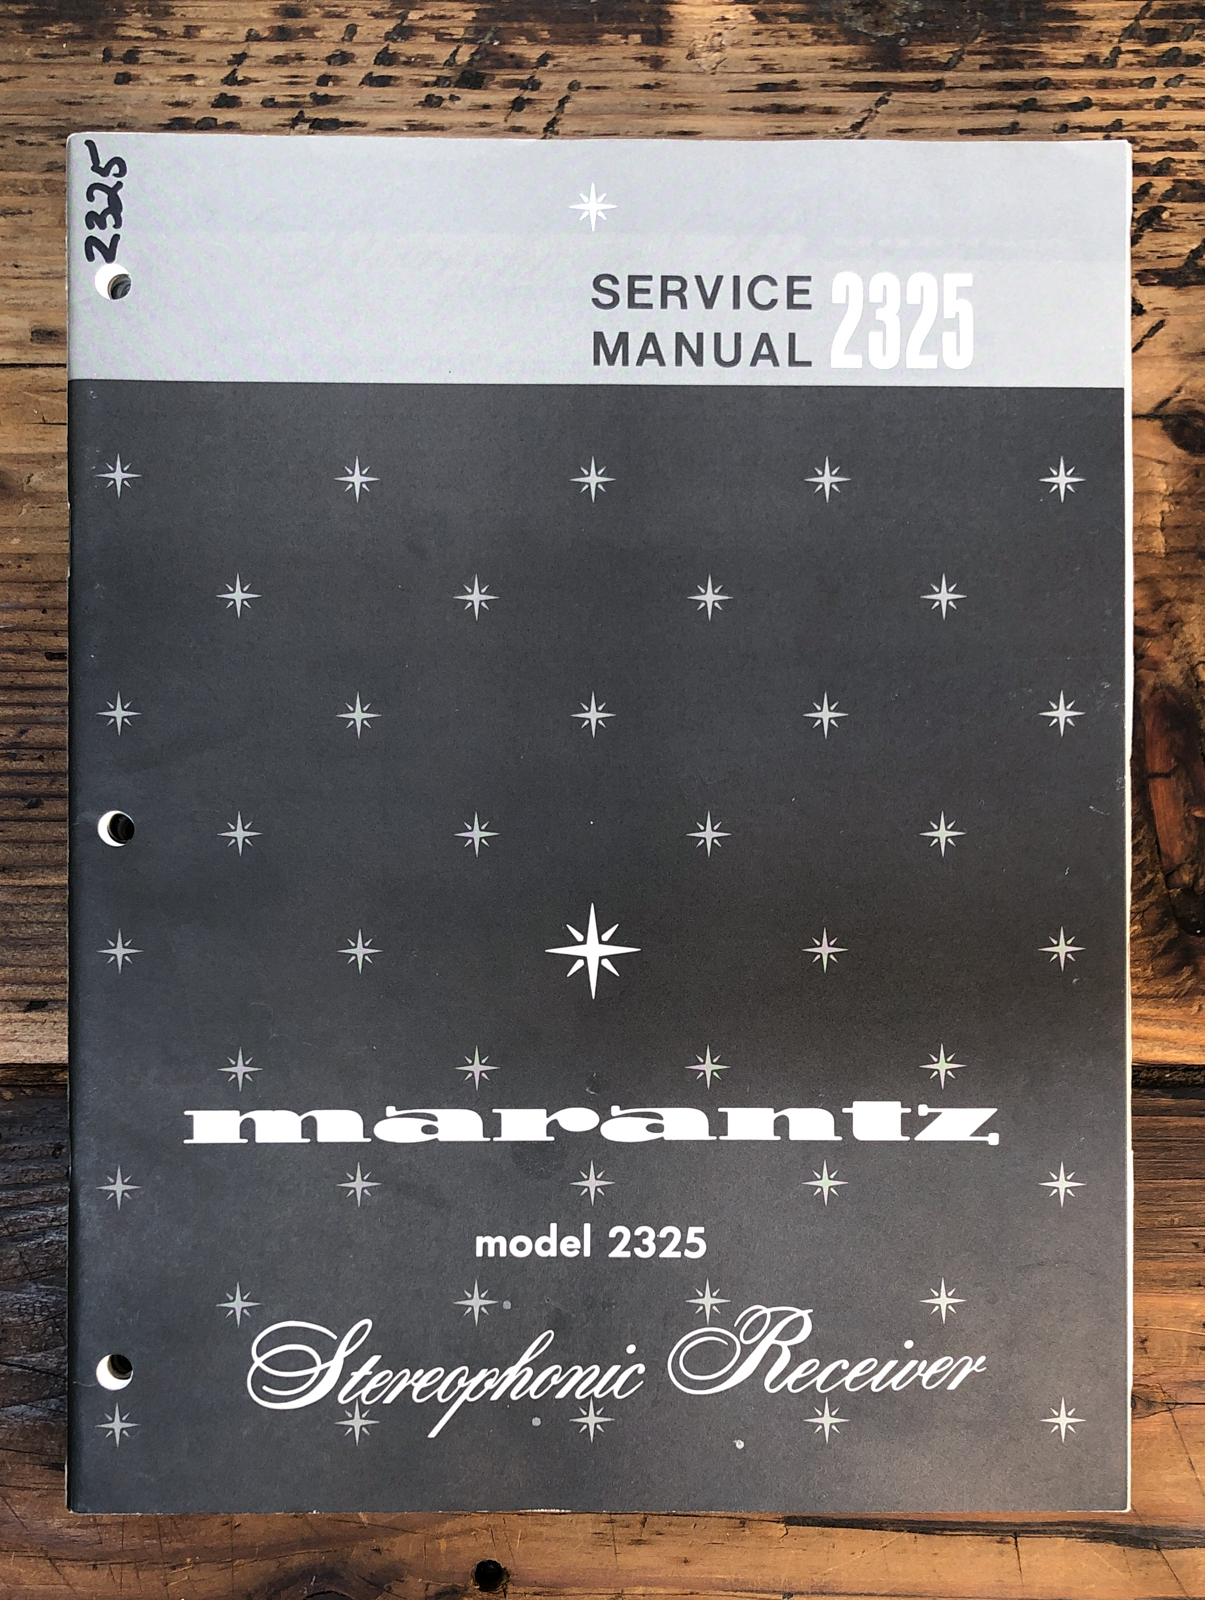 2325
SERVICE
MANUAL 2325
marantz
model 2325
Stereophonic Receiver